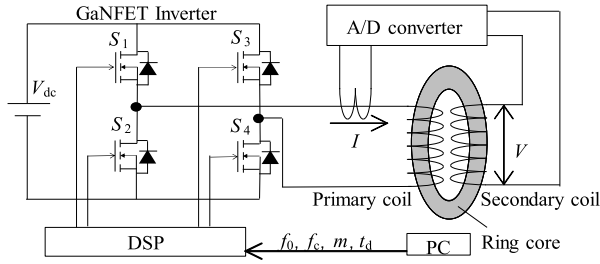 GaNFET Inverter
A/D converter
S1
S3
Vdc
S2
S4
I
V
Primary coil
Secondary coil
Ring core
DSP
f0, fc, m, td
PC